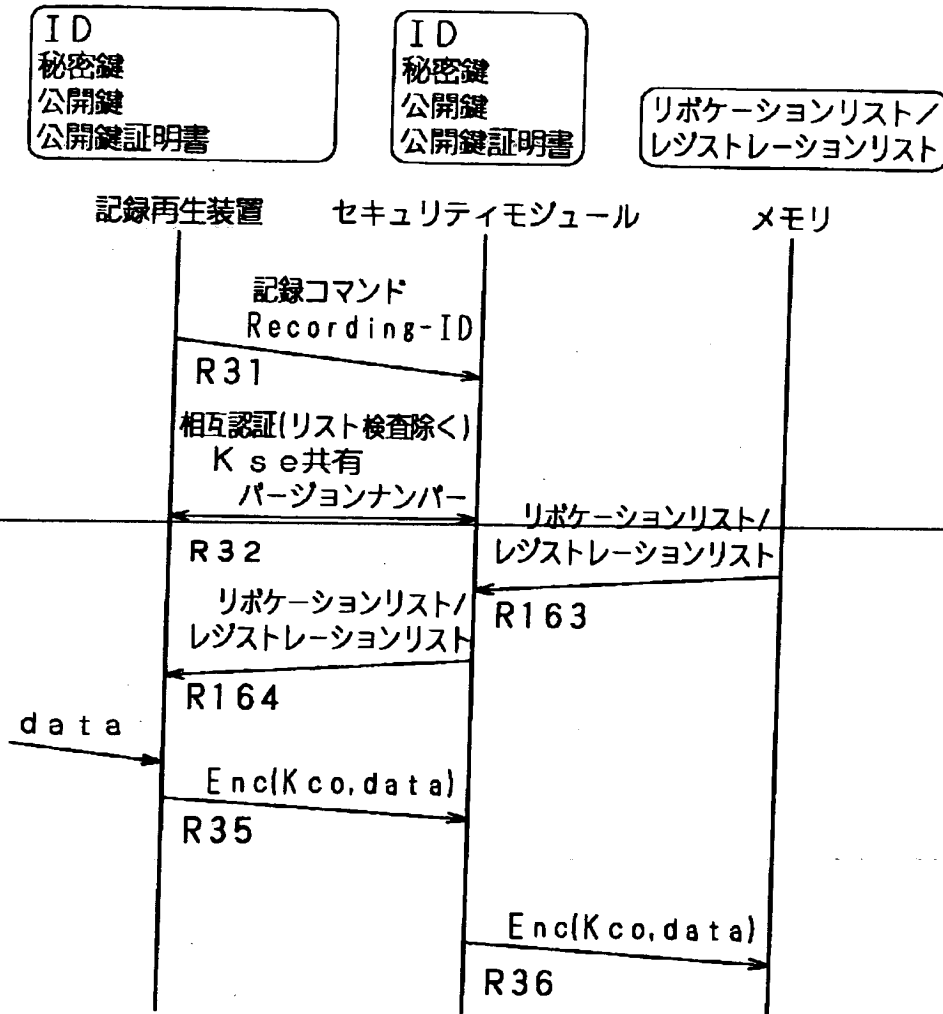 ID
秘密鍵
公開鍵
公開鍵証明書
ID
秘密鍵
公開鍵
公開鍵証明書
リボケーションリスト/
レジストレーションリスト
記録再生装置
セキュリティモジュール
メモリ
記録コマンド
Recording-ID
R31
相互認証(リスト検査除く)
Kse共有
バージョンナンバー
R32
リボケーションリスト/
レジストレーションリスト
R163
リボケーションリスト/
レジストレーションリスト
R164
data
Enc(Kco,data)
R35
Enc(Kco,data)
R36